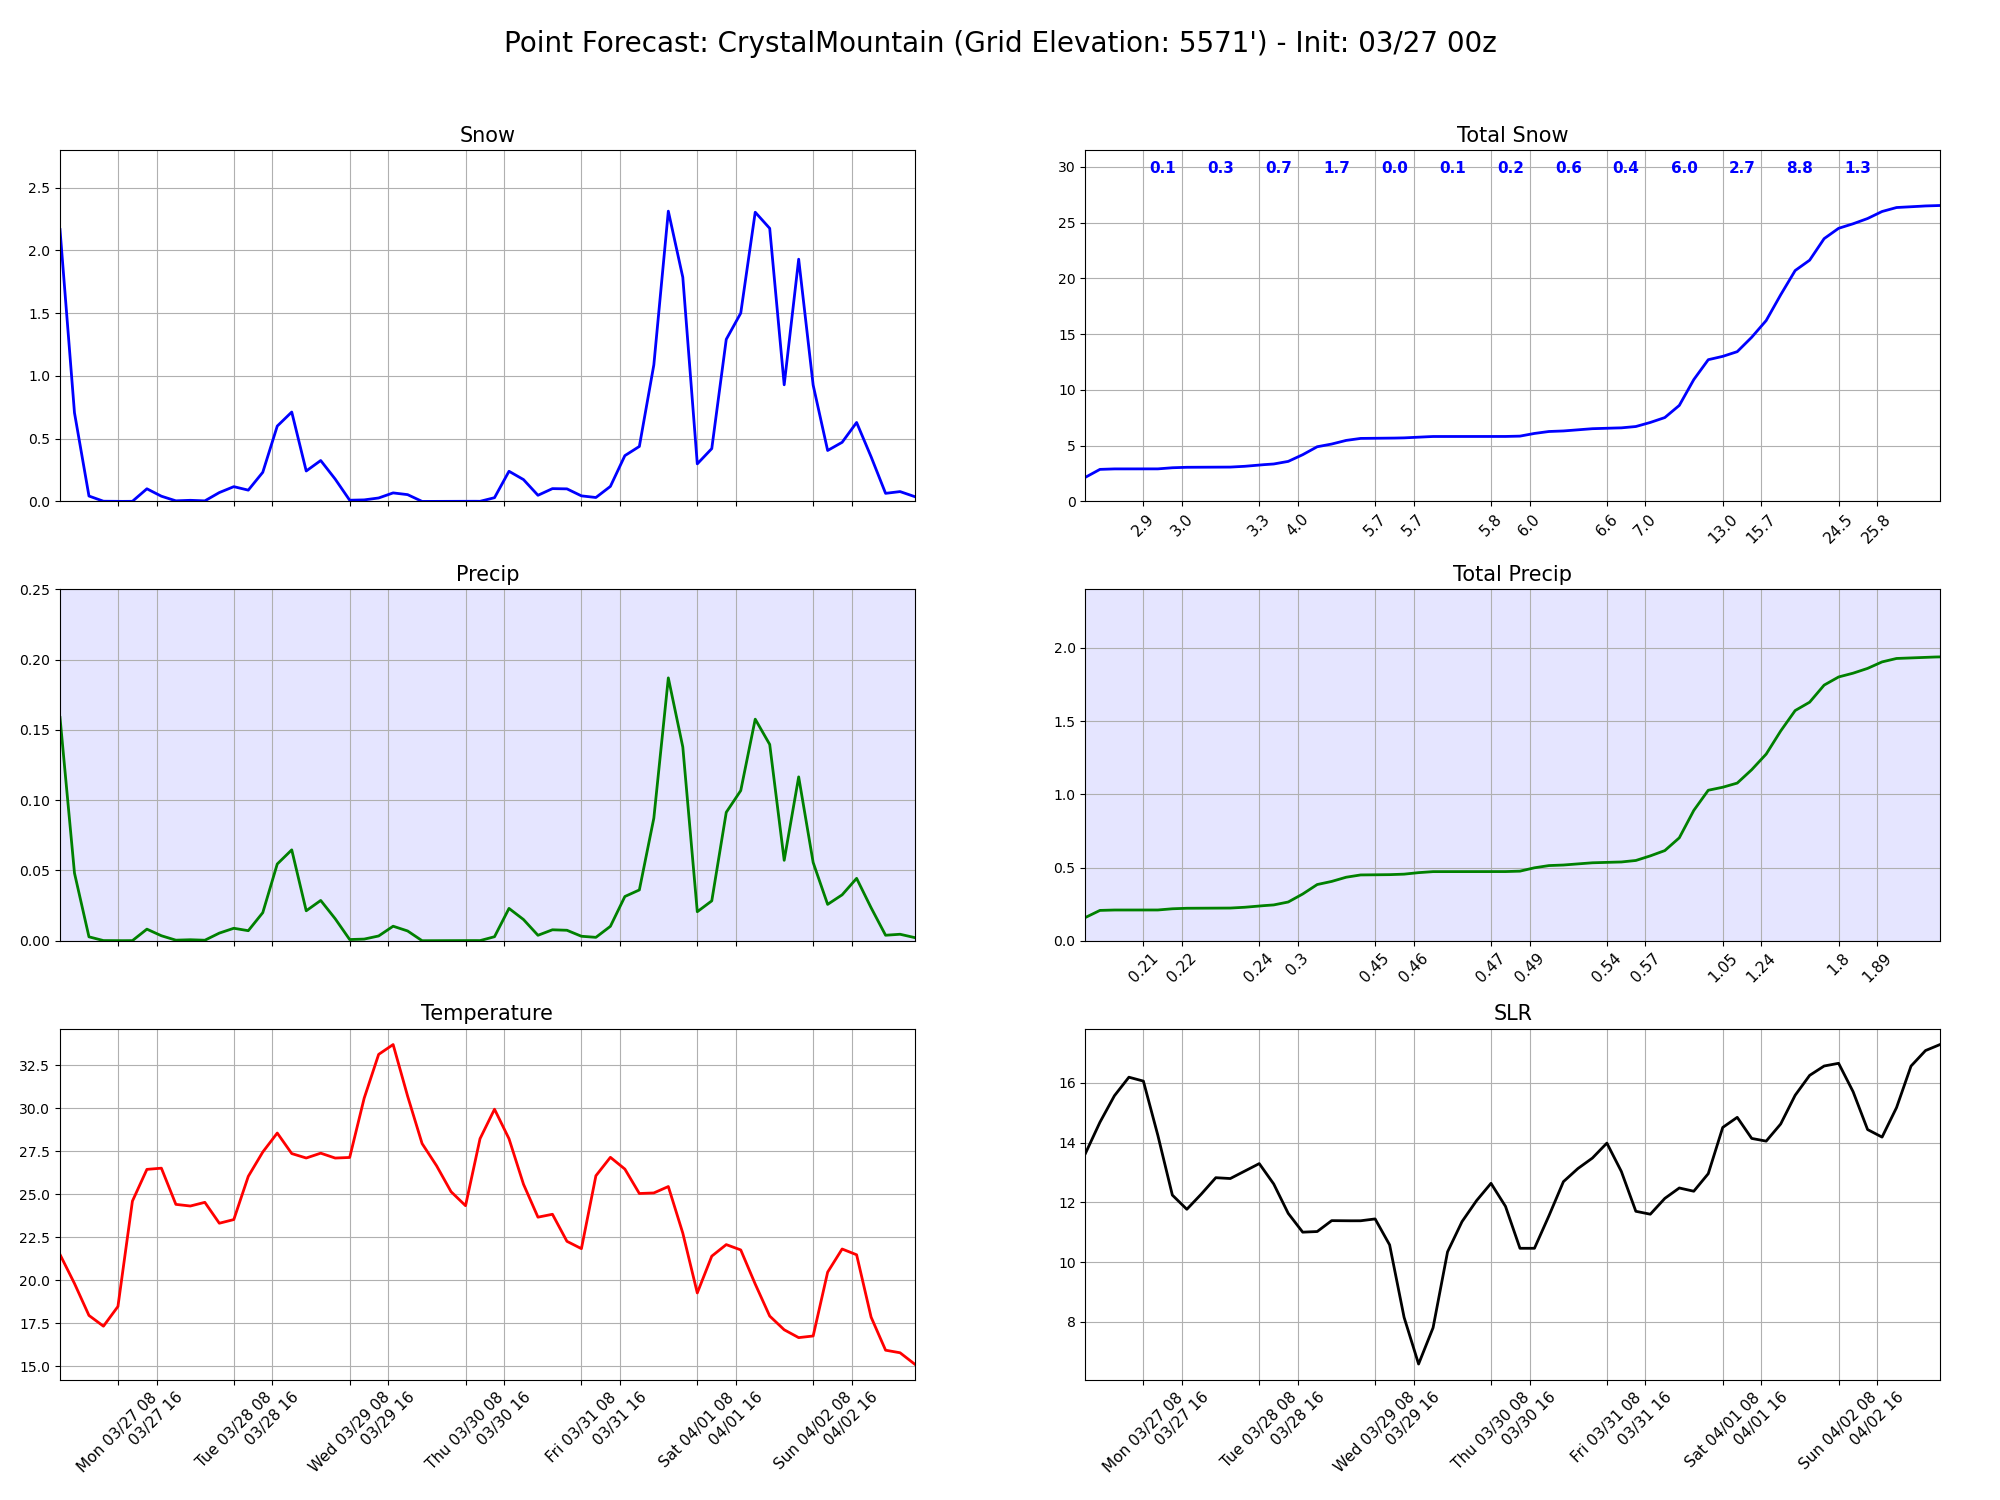 Point Forecast: CrystalMountain (Grid Elevation: 5571') - Init: 03/27 00z
Snow
2.5
2.0
1.5
1.0
0.5
0.0
Total Snow
0.1 0.3 0.7 1.7 0.0 0.1 0.2 0.6 0.4 6.0 2.7 8.8 1.3
30
25
20
15
10
5
0
2.9 3.0 3.3 4.0 5.7 5.7 5.8 6.0 6.6 7.0 13.0 15.7 24.5 25.8
Precip
0.25
0.20
0.15
0.10
0.05
0.00
Total Precip
2.0
1.5
1.0
0.5
0.0
0.21 0.22 0.24 0.3 0.45 0.46 0.47 0.49 0.54 0.57 1.05 1.24 1.8 1.89
Temperature
32.5
30.0
27.5
25.0
22.5
20.0
17.5
15.0
Mon 03/27 08
03/27 16
Tue 03/28 08
03/28 16
Wed 03/29 08
03/29 16
Thu 03/30 08
03/30 16
Fri 03/31 08
03/31 16
Sat 04/01 08
04/01 16
Sun 04/02 08
04/02 16
SLR
16
14
12
10
8
Mon 03/27 08
03/27 16
Tue 03/28 08
03/28 16
Wed 03/29 08
03/29 16
Thu 03/30 08
03/30 16
Fri 03/31 08
03/31 16
Sat 04/01 08
04/01 16
Sun 04/02 08
04/02 16